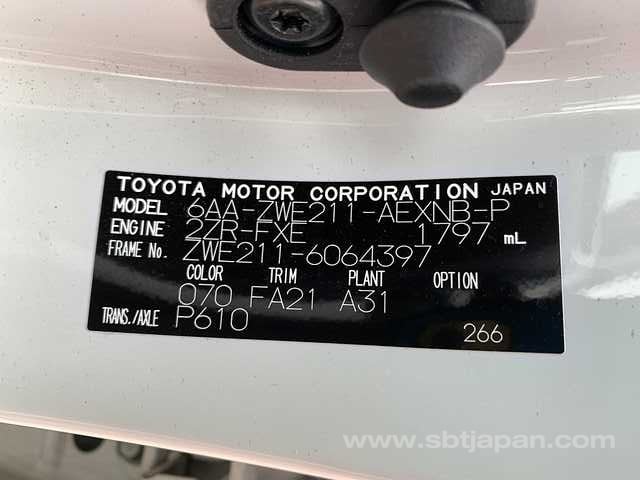 TOYOTA MOTOR CORPORATION JAPAN
MODEL 6AA-ZWE211-AEXNB-P
ENGINE 2ZR-FXE 1797 mL
FRAME No. ZWE211-6064397
COLOR TRIM PLANT OPTION
070 FA21 A31
TRANS./AXLE P610
266
www.sbtjapan.com